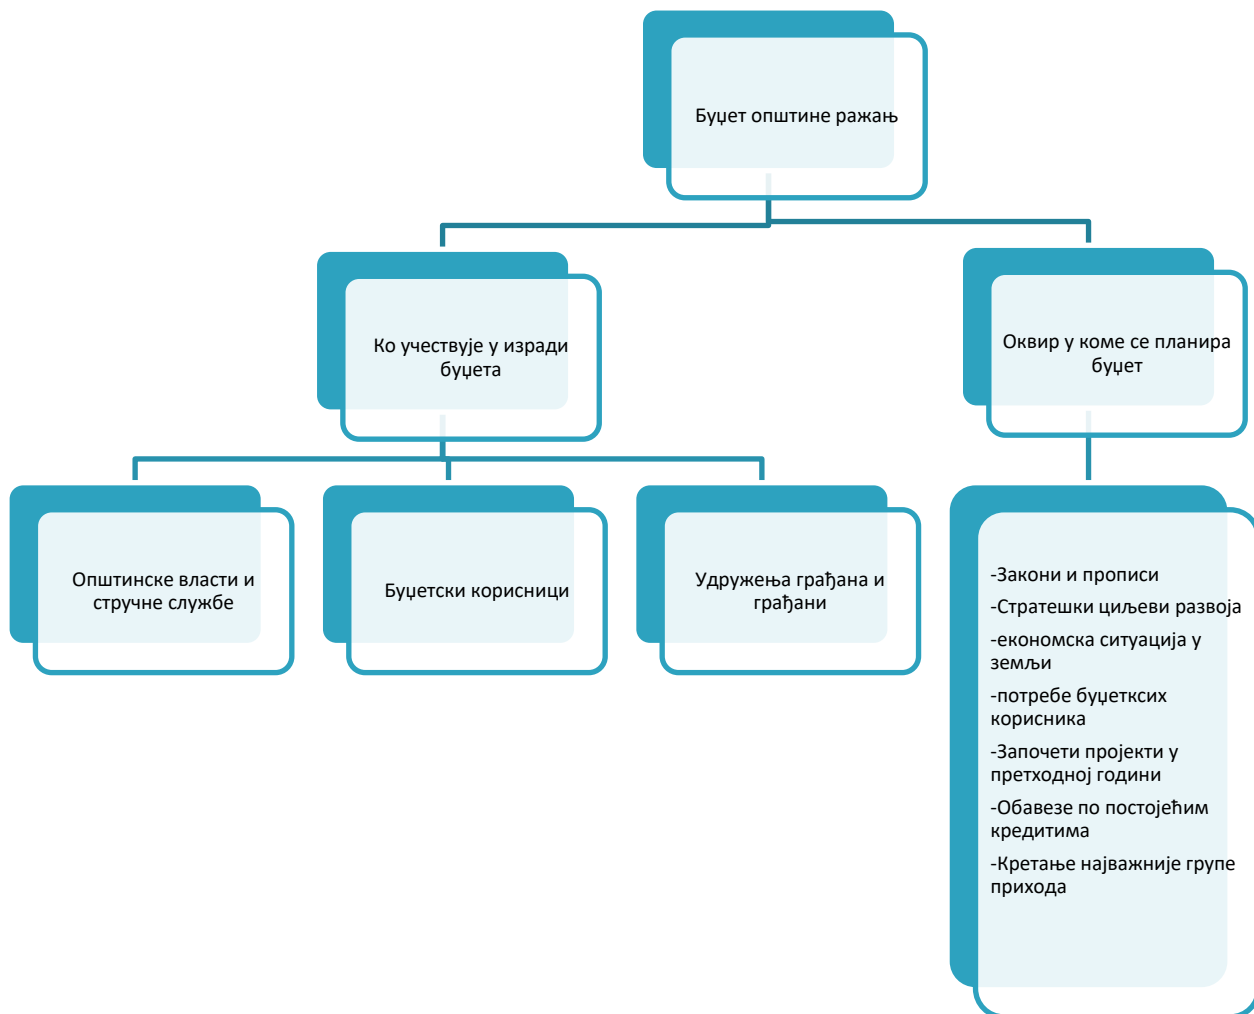 Буџет општине ражањ
Ко учествује у изради
буџета
Оквир у коме се планира
буџет
Општинске власти и
стручне службе
Буџетски корисници
Удружења грађана и
грађани
-Закони и прописи
-Стратешки циљеви развоја
-економска ситуација у
земљи
-потребе буџетксих
корисника
-Започети пројекти у
претходној години
-Обавезе по постојећим
кредитима
-Кретање најважније групе
прихода